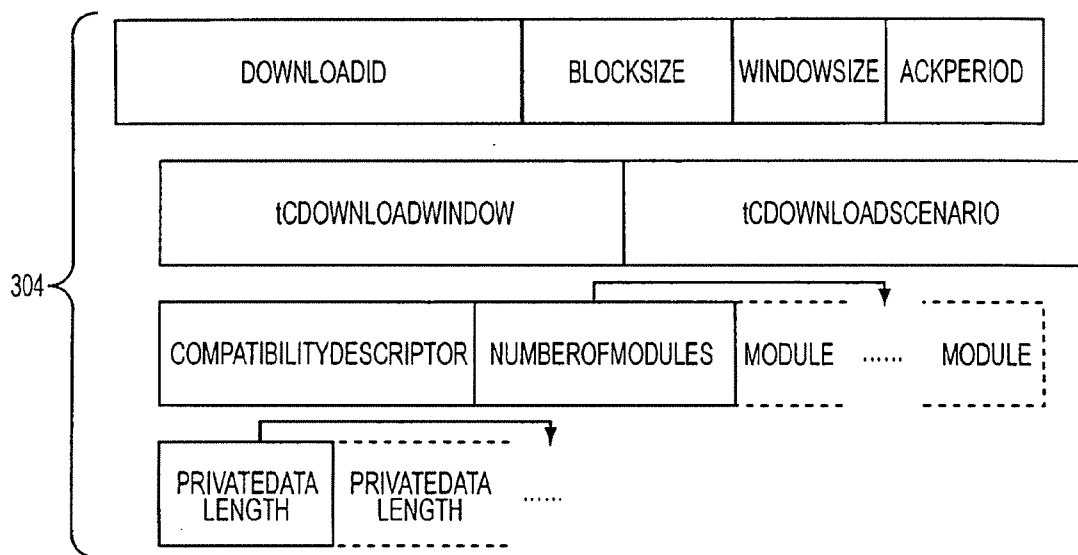 DOWNLOADID BLOCKSIZE WINDOWSIZE ACKPERIOD
tCDOWNLOADWINDOW tCDOWNLOADSCENARIO
304
COMPATIBILITYDESCRIPTOR NUMBEROFMODULES MODULE ...... MODULE
PRIVATEDATA LENGTH PRIVATEDATA LENGTH ......